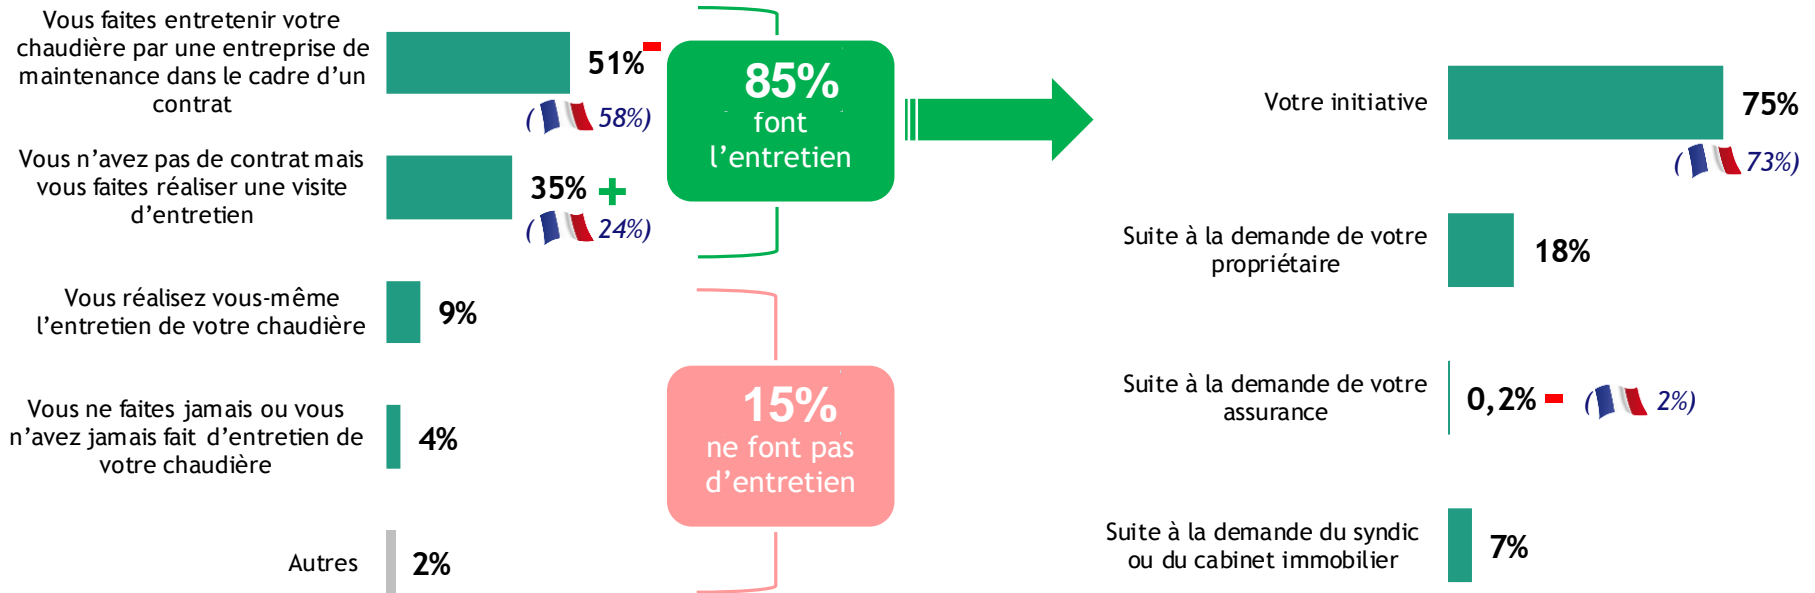 Vous faites entretenir votre
chaudière par une entreprise de
maintenance dans le cadre d’un
contrat
51%
( 58%)
Vous n’avez pas de contrat mais
vous faites réaliser une visite
d’entretien
35% +
( 24%)
Vous réalisez vous-même
l’entretien de votre chaudière
9%
Vous ne faites jamais ou vous
n’avez jamais fait d’entretien de
votre chaudière
4%
Autres
2%
85%
font
l’entretien
15%
ne font pas
d’entretien
Votre initiative
75%
( 73%)
Suite à la demande de votre
propriétaire
18%
Suite à la demande de votre
assurance
0,2% - ( 2%)
Suite à la demande du syndic
ou du cabinet immobilier
7%